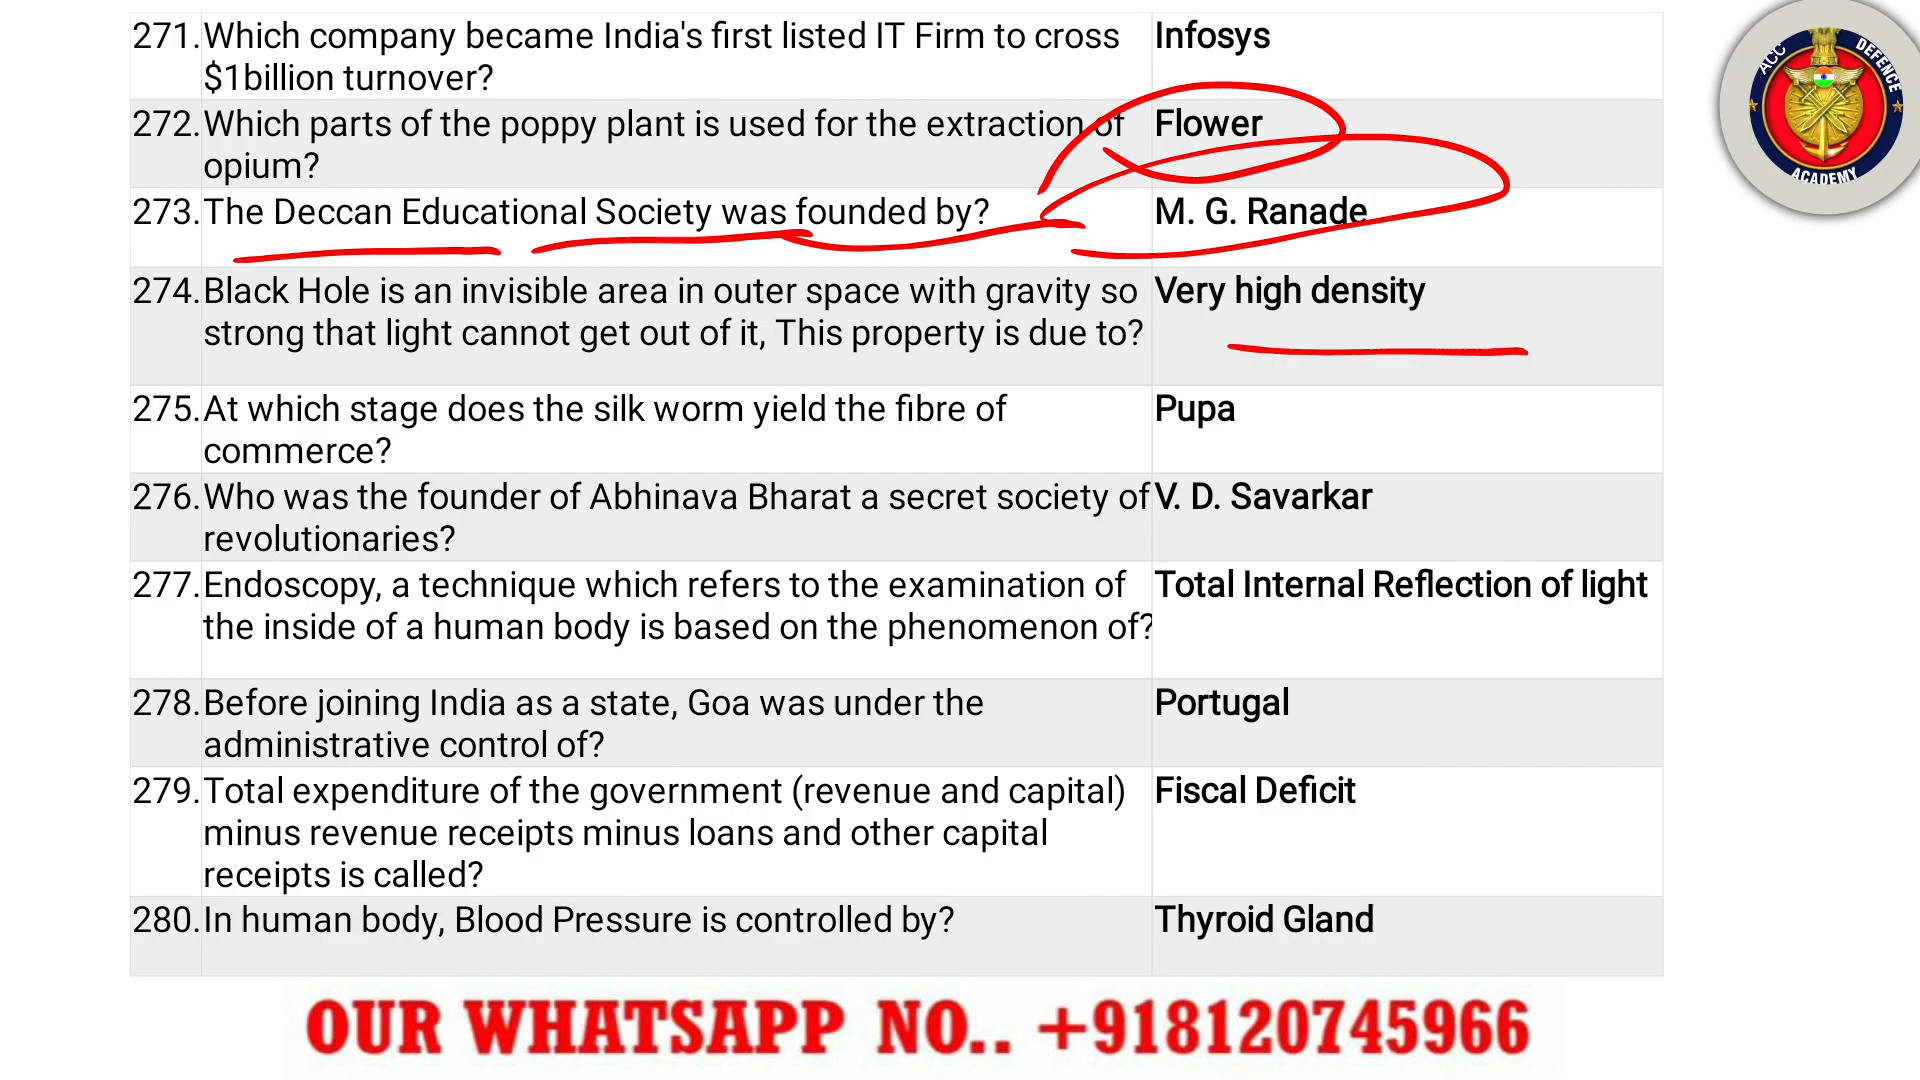 271. Which company became India's first listed IT Firm to cross Infosys
$1billion turnover?
272. Which parts of the poppy plant is used for the extraction of Flower
opium?
273. The Deccan Educational Society was founded by? M. G. Ranade
274. Black Hole is an invisible area in outer space with gravity so Very high density
strong that light cannot get out of it, This property is due to?
275. At which stage does the silk worm yield the fibre of Pupa
commerce?
276. Who was the founder of Abhinava Bharat a secret society of V. D. Savarkar
revolutionaries?
277. Endoscopy, a technique which refers to the examination of Total Internal Reflection of light
the inside of a human body is based on the phenomenon of?
278. Before joining India as a state, Goa was under the Portugal
administrative control of?
279. Total expenditure of the government (revenue and capital) Fiscal Deficit
minus revenue receipts minus loans and other capital
receipts is called?
280. In human body, Blood Pressure is controlled by? Thyroid Gland
OUR WHATSAPP NO.. +918120745966
ACC DEFENCE
ACADEMY